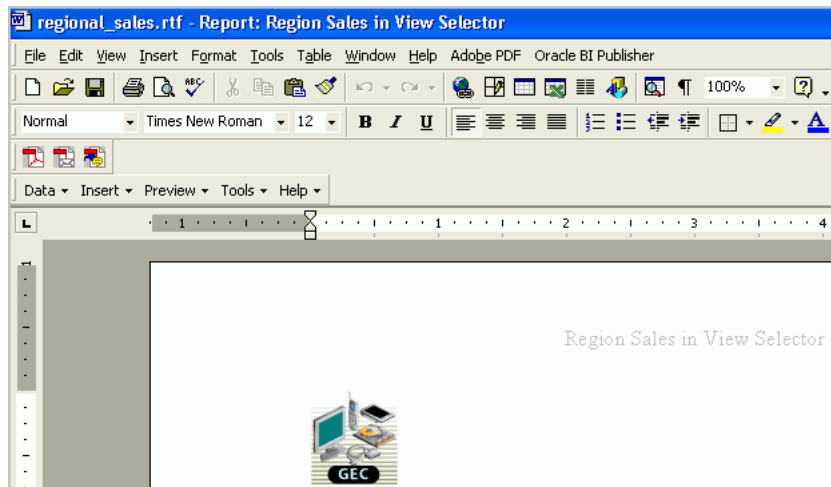 regional_sales.rtf - Report: Region Sales in View Selector
File Edit View Insert Format Tools Table Window Help Adobe PDF Oracle BI Publisher
ABC ¶ 100%
Normal Times New Roman 12 B I U A
Data Insert Preview Tools Help
L 1 1 2 3 4
Region Sales in View Selector
GEC